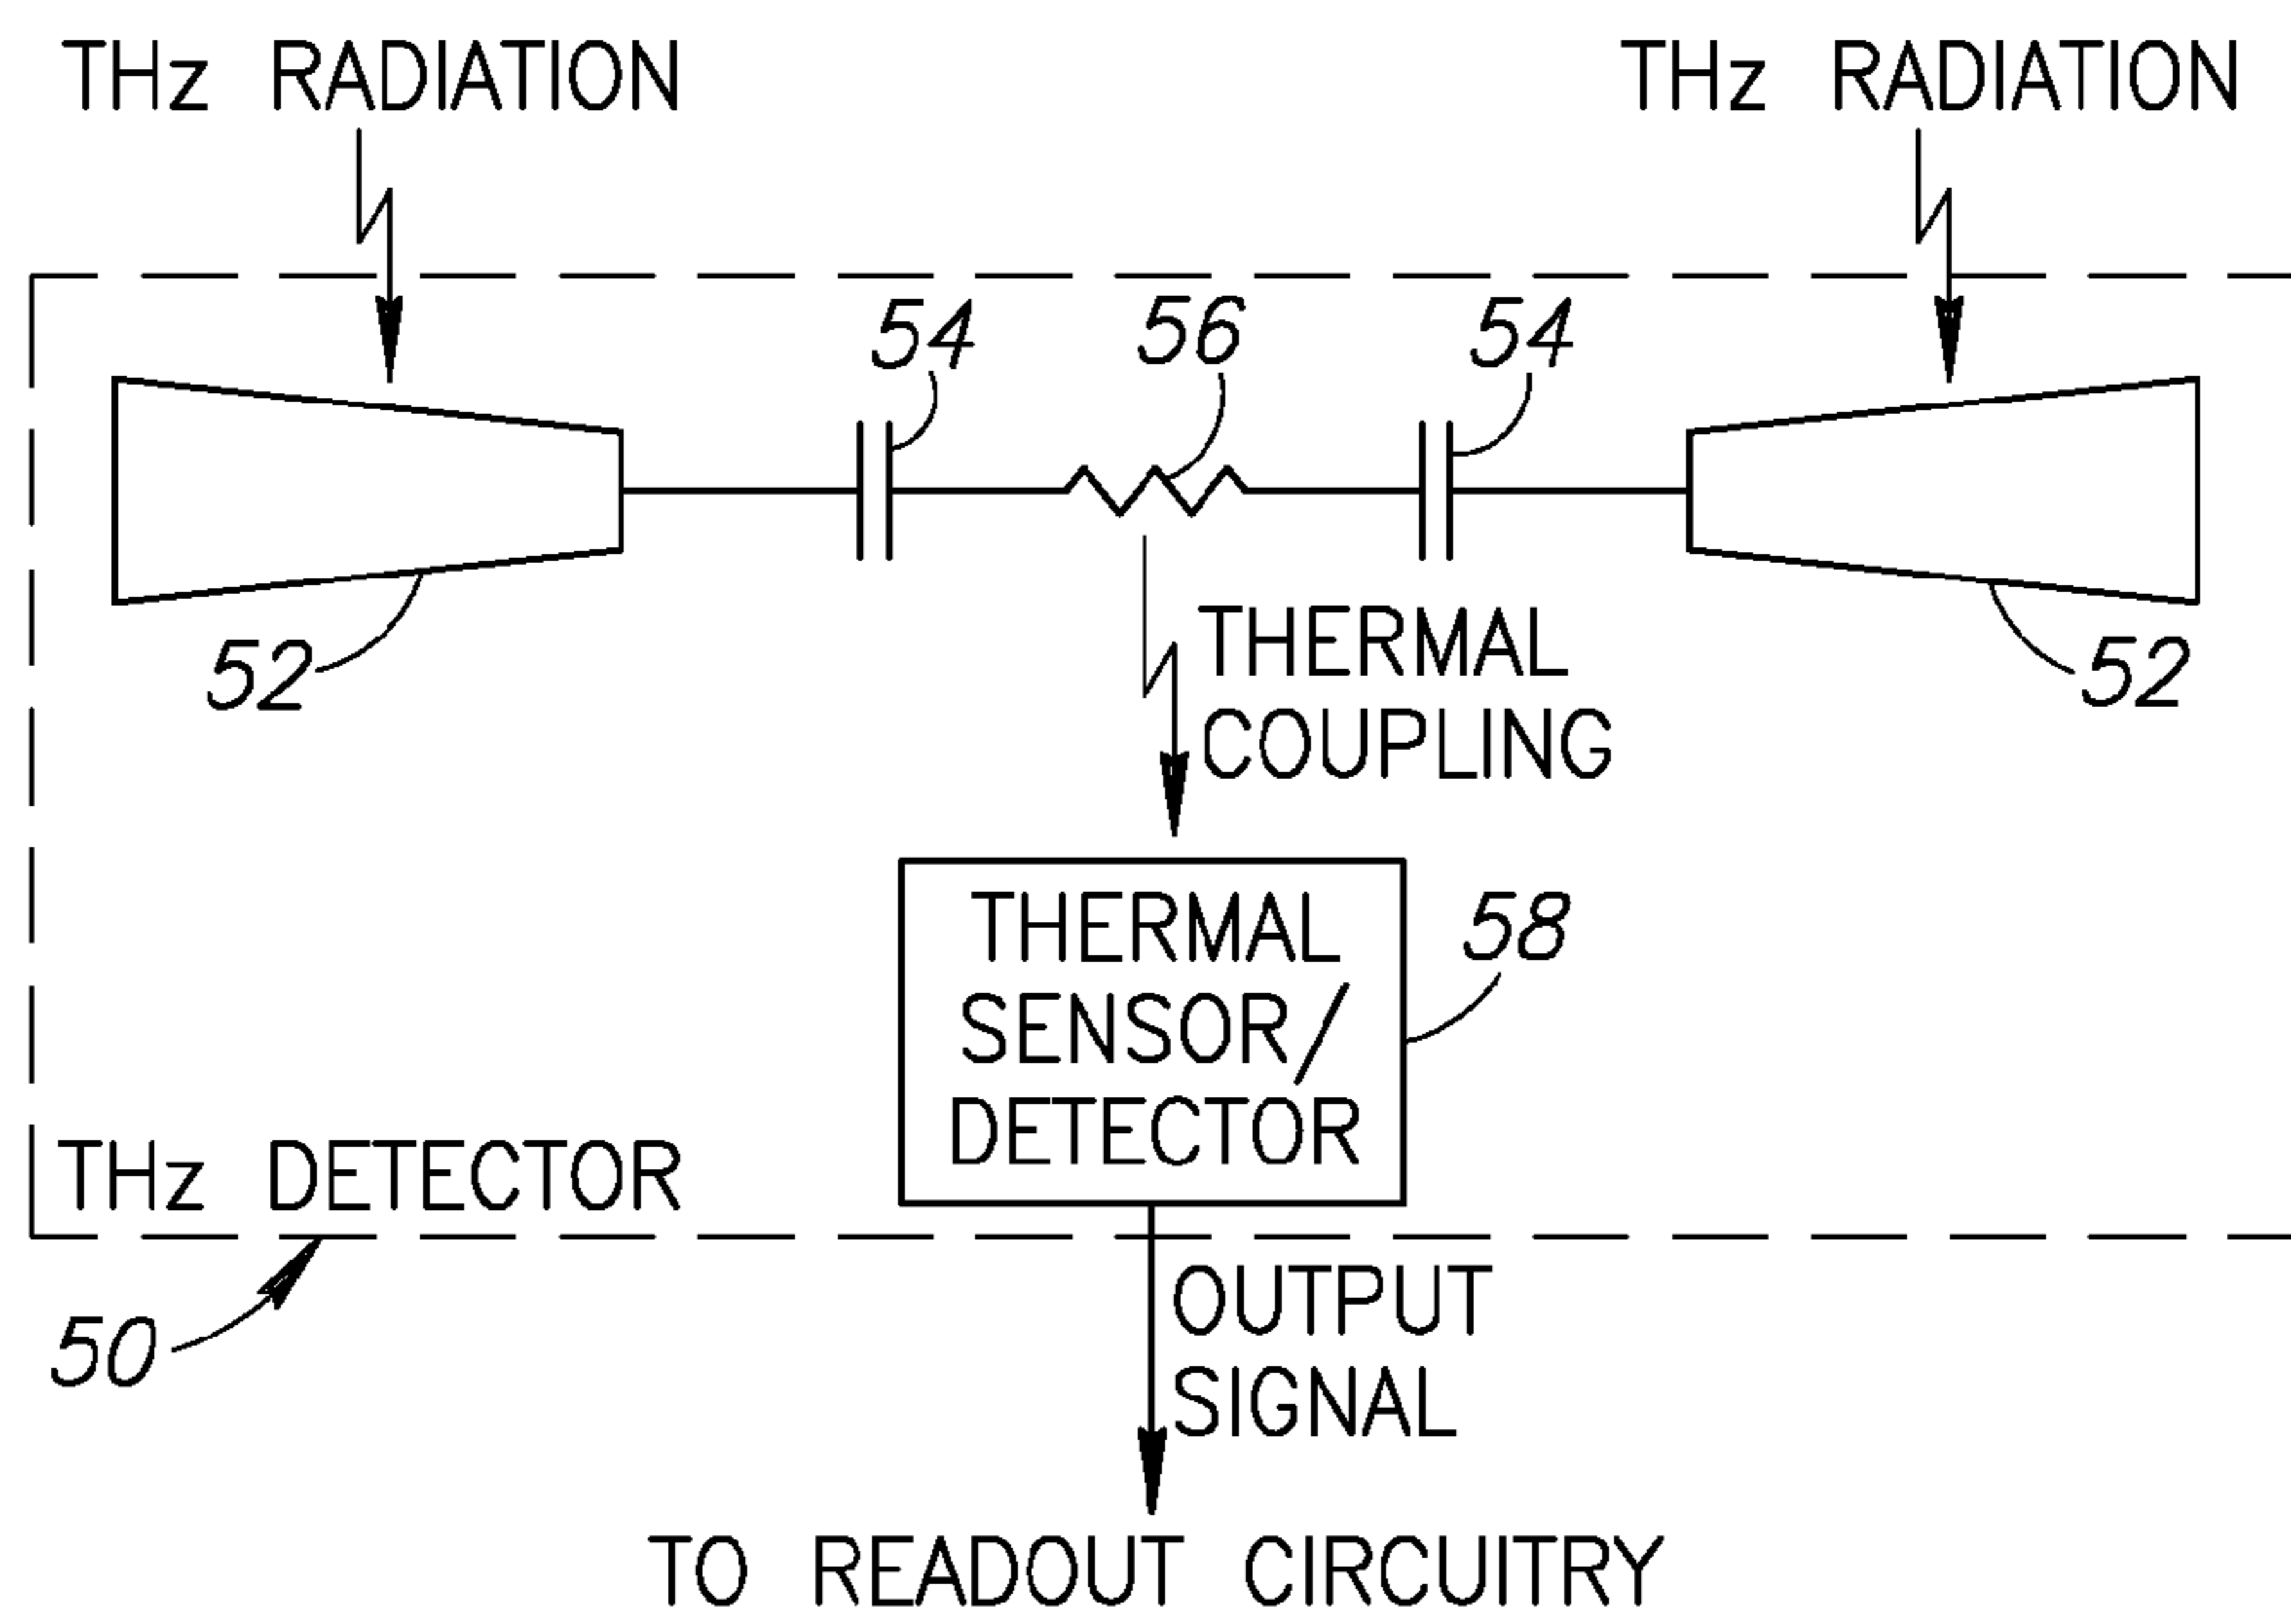 THz RADIATION THz RADIATION
54 56 54
52 THERMAL 52
COUPLING
THERMAL 58
SENSOR/
DETECTOR
THz DETECTOR
50 OUTPUT
SIGNAL
TO READOUT CIRCUITRY